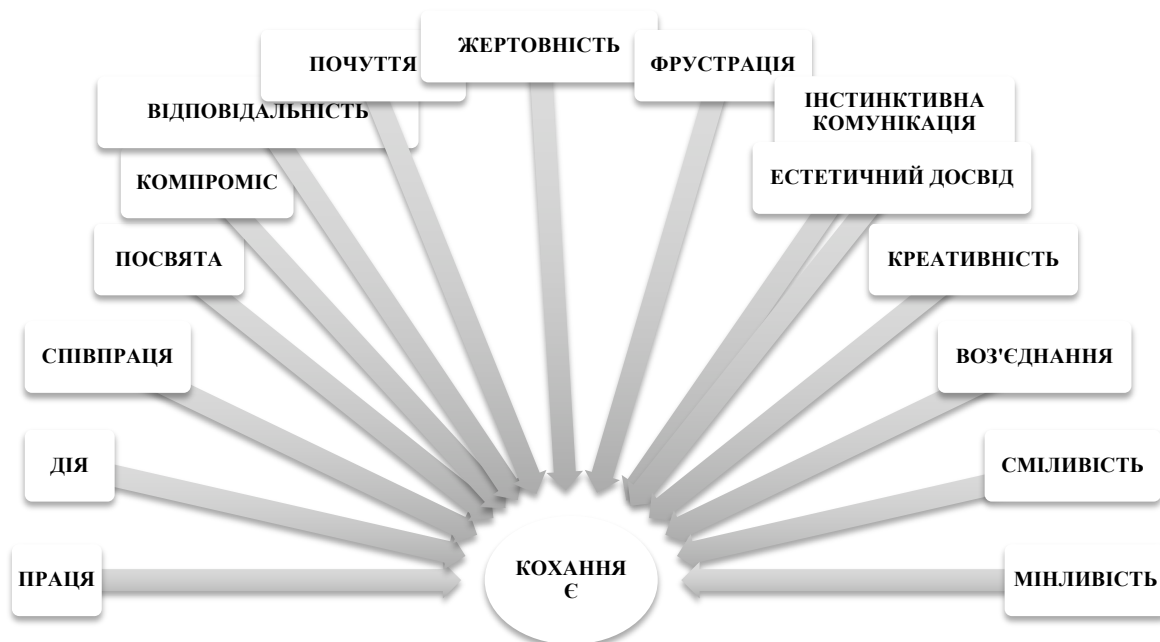 ЖЕРТОВНІСТЬ
ПОЧУТТЯ
ФРУСТРАЦІЯ
ВІДПОВІДАЛЬНІСТЬ
ІНСТИНКТИВНА
КОМУНІКАЦІЯ
КОМПРОМІС
ЕСТЕТИЧНИЙ ДОСВІД
ПОСВЯТА
КРЕАТИВНІСТЬ
СПІВПРАЦЯ
ВОЗ'ЄДНАННЯ
ДІЯ
СМІЛИВІСТЬ
ПРАЦЯ
КОХАННЯ
Є
МІНЛИВІСТЬ